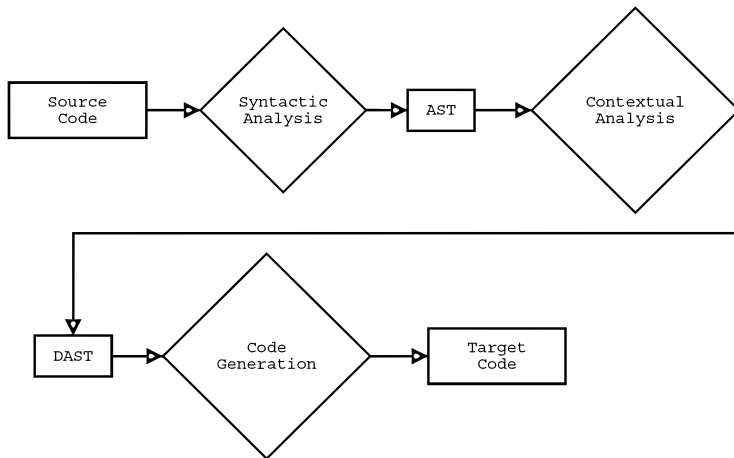 Source
Code
Syntactic
Analysis
AST
Contextual
Analysis
DAST
Code
Generation
Target
Code